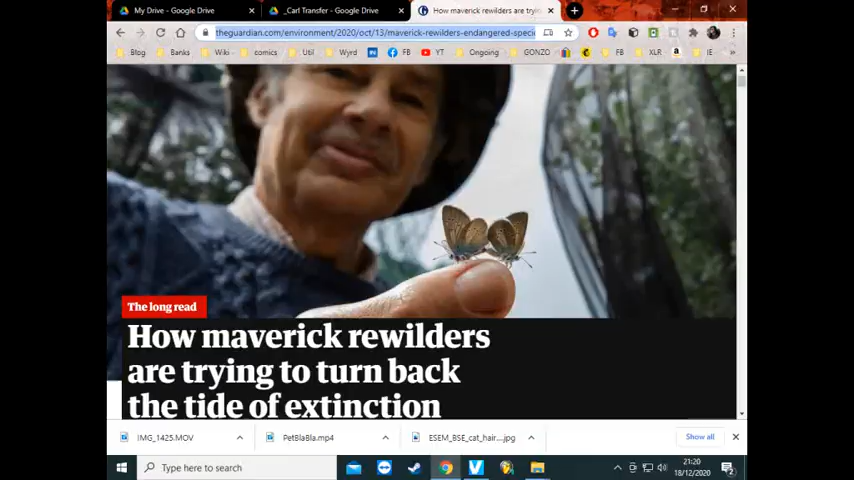 My Drive - Google Drive
_Carl Transfer - Google Drive
How maverick rewilders are tryin
theguardian.com/environment/2020/oct/13/maverick-rewilders-endangered-speci
Blog Banks Wiki comics Util Wyrd FB YT Ongoing GONZO FB XLR IE
The long read
How maverick rewilders
are trying to turn back
the tide of extinction
IMG_1425.MOV
PetBlaBla.mp4
ESEM_BSE_cat_hair....jpg
Show all
Type here to search
21:20
18/12/2020